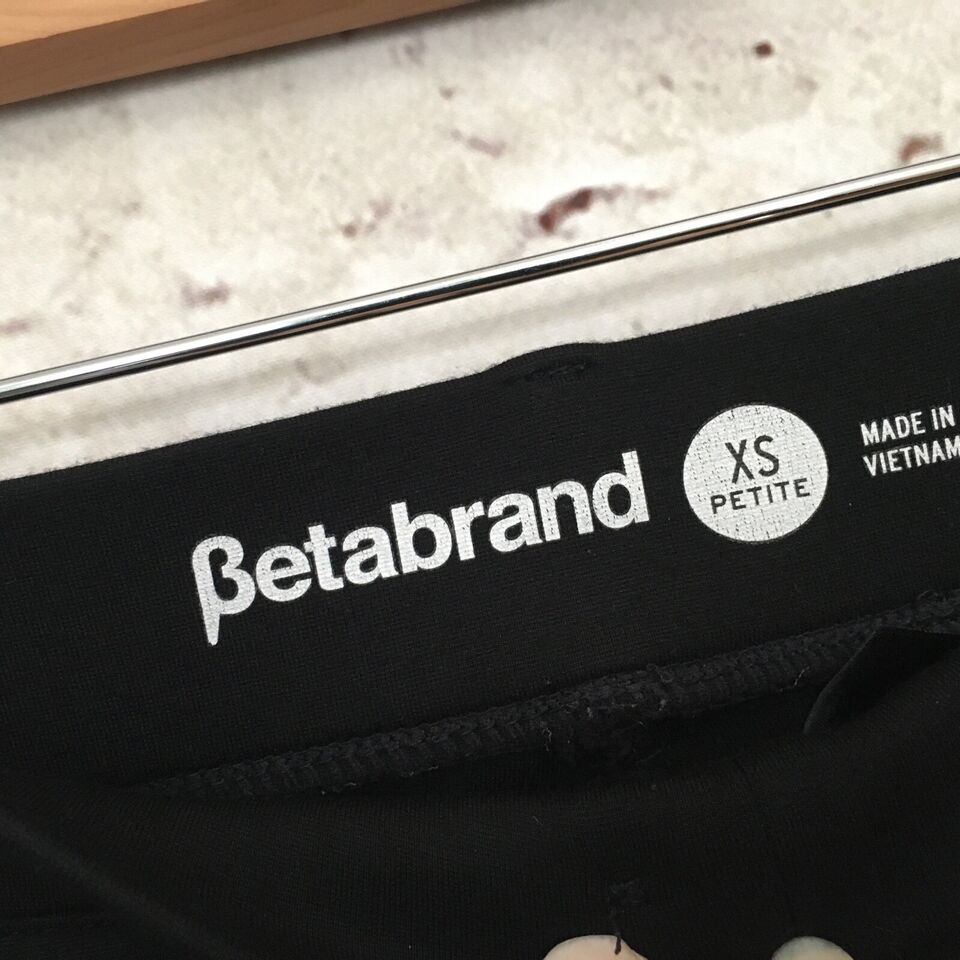 βetabrand
XS
PETITE
MADE IN
VIETNAM